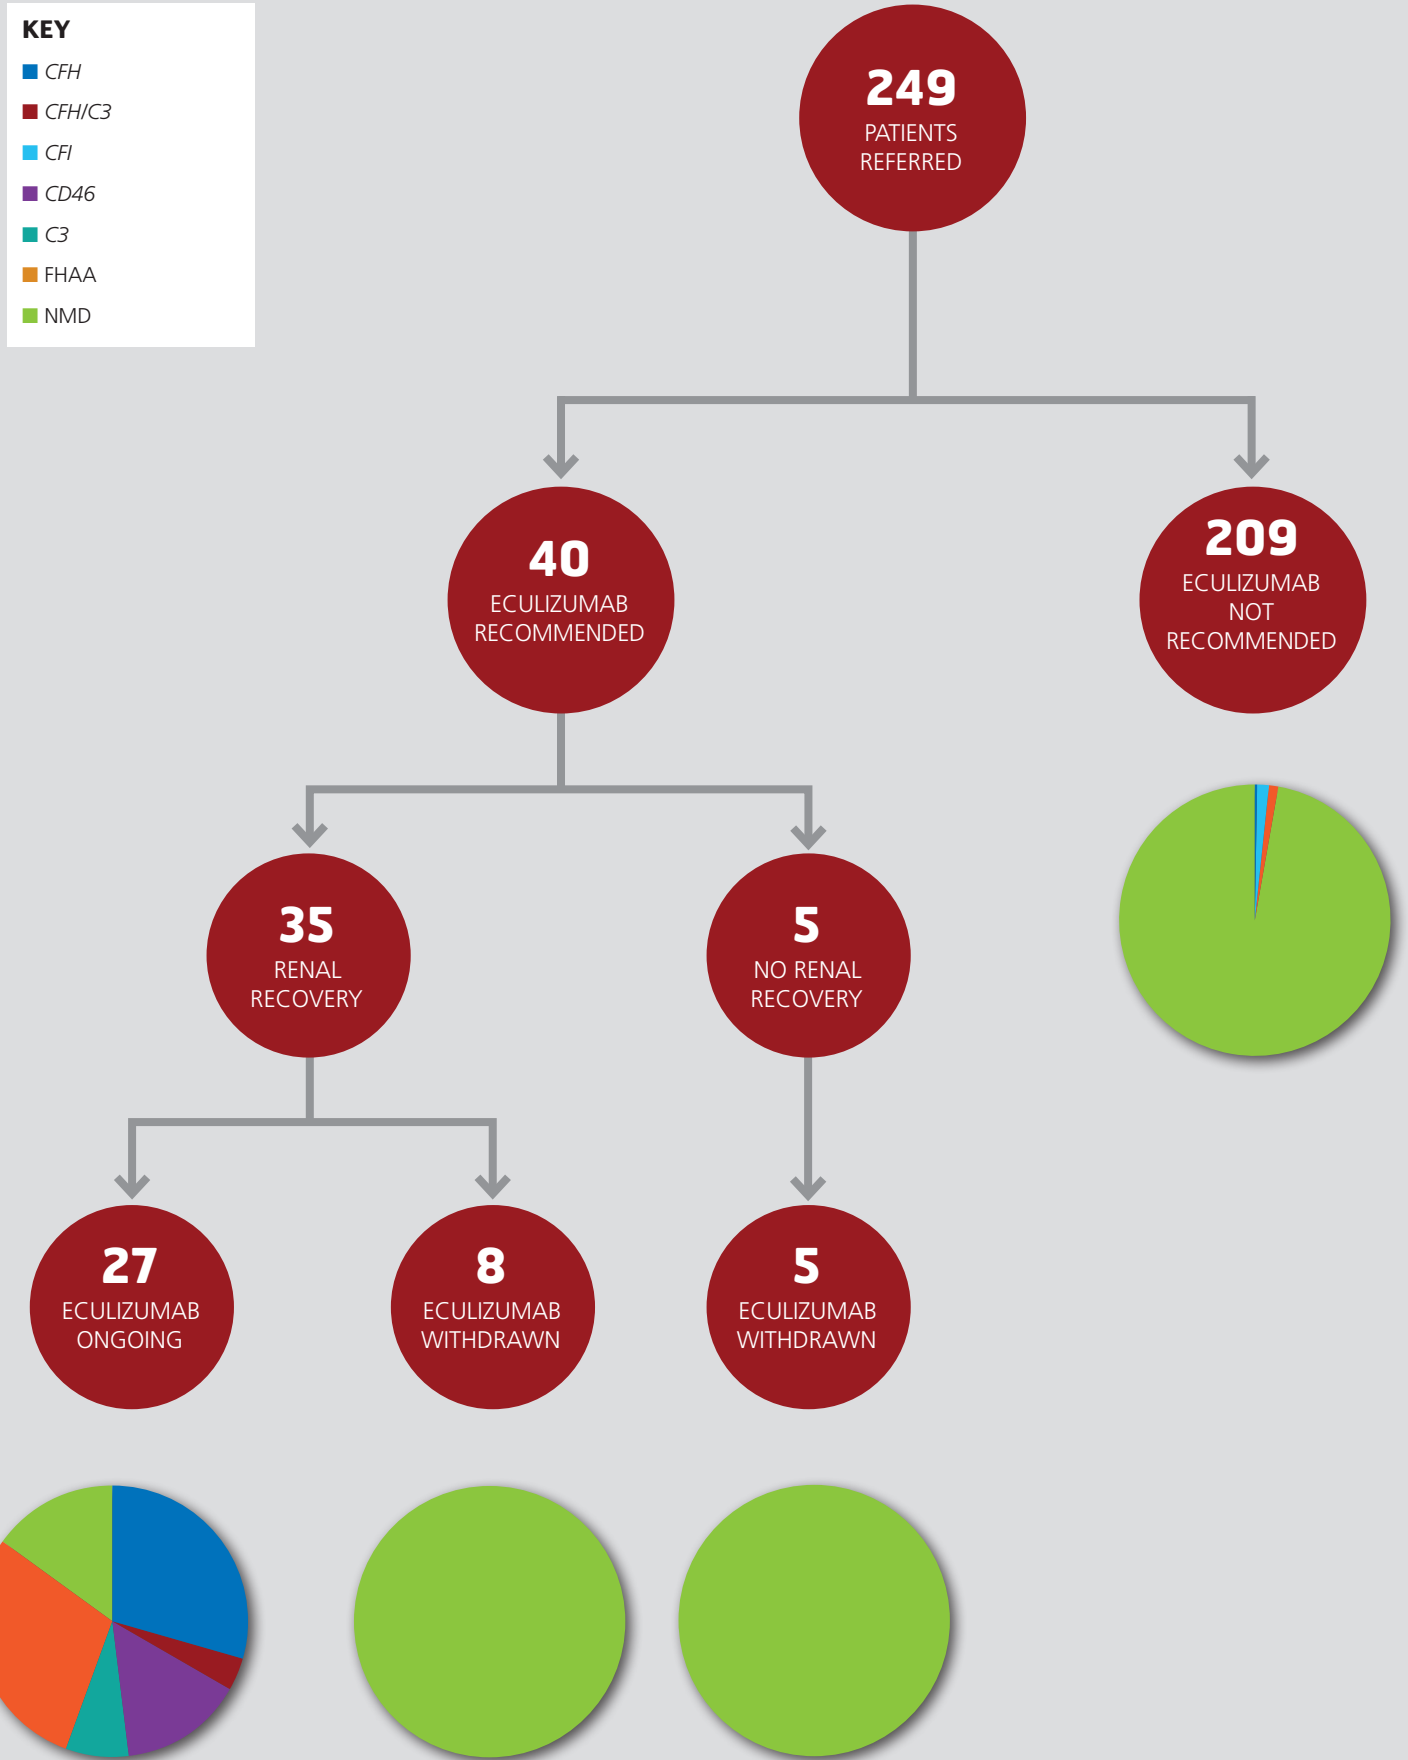 KEY
CFH
CFH/C3
CFI
CD46
C3
FHAA
NMD
249
PATIENTS
REFERRED
40
ECULIZUMAB
RECOMMENDED
209
ECULIZUMAB
NOT
RECOMMENDED
35
RENAL
RECOVERY
5
NO RENAL
RECOVERY
27
ECULIZUMAB
ONGOING
8
ECULIZUMAB
WITHDRAWN
5
ECULIZUMAB
WITHDRAWN